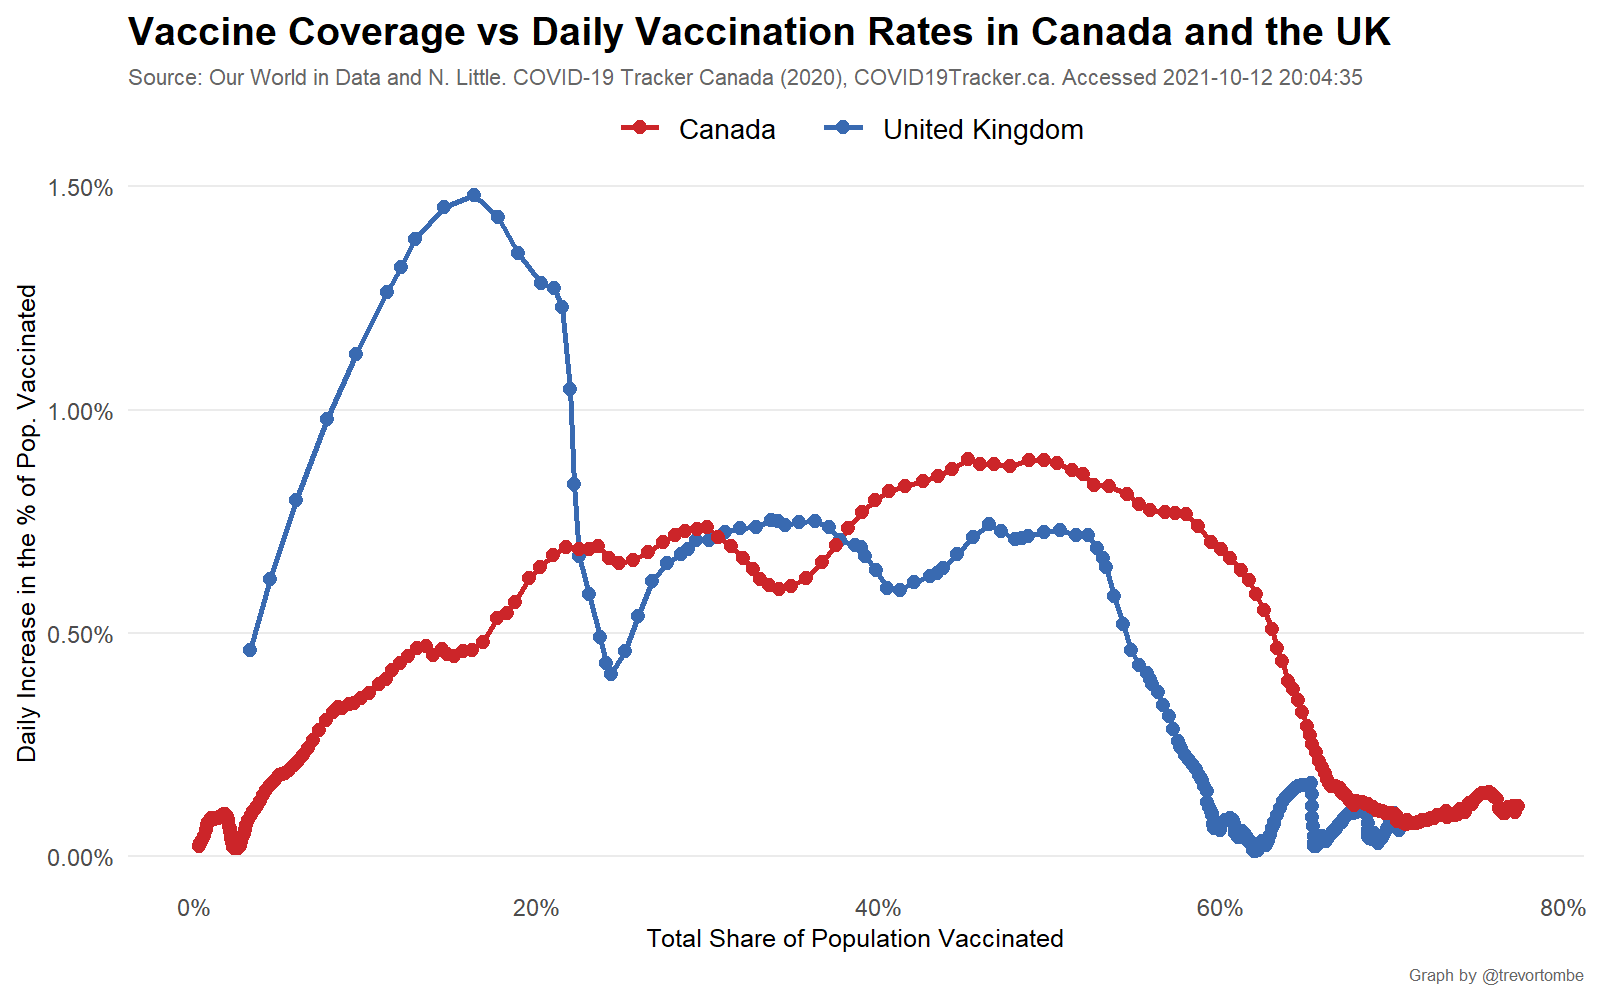 Vaccine Coverage vs Daily Vaccination Rates in Canada and the UK
Source: Our World in Data and N. Little. COVID-19 Tracker Canada (2020), COVID19Tracker.ca. Accessed 2021-10-12 20:04:35
Canada
United Kingdom
Daily Increase in the % of Pop. Vaccinated
1.50%
1.00%
0.50%
0.00%
0%
20%
40%
60%
80%
Total Share of Population Vaccinated
Graph by @trevortombe